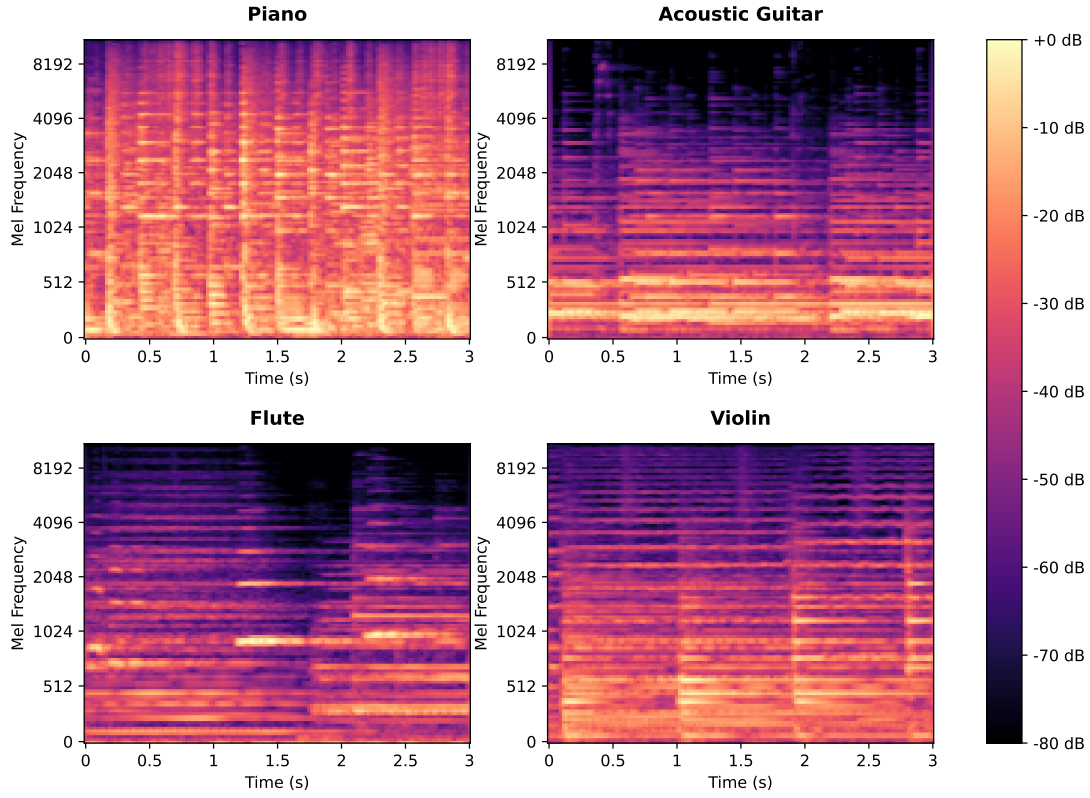 Piano
Acoustic Guitar
8192
4096
2048
1024
512
0
Mel Frequency
0 0.5 1 1.5 2 2.5 3
Time (s)
8192
4096
2048
1024
512
0
Mel Frequency
0 0.5 1 1.5 2 2.5 3
Time (s)
Flute
Violin
8192
4096
2048
1024
512
0
Mel Frequency
0 0.5 1 1.5 2 2.5 3
Time (s)
8192
4096
2048
1024
512
0
Mel Frequency
0 0.5 1 1.5 2 2.5 3
Time (s)
+0 dB
-10 dB
-20 dB
-30 dB
-40 dB
-50 dB
-60 dB
-70 dB
-80 dB